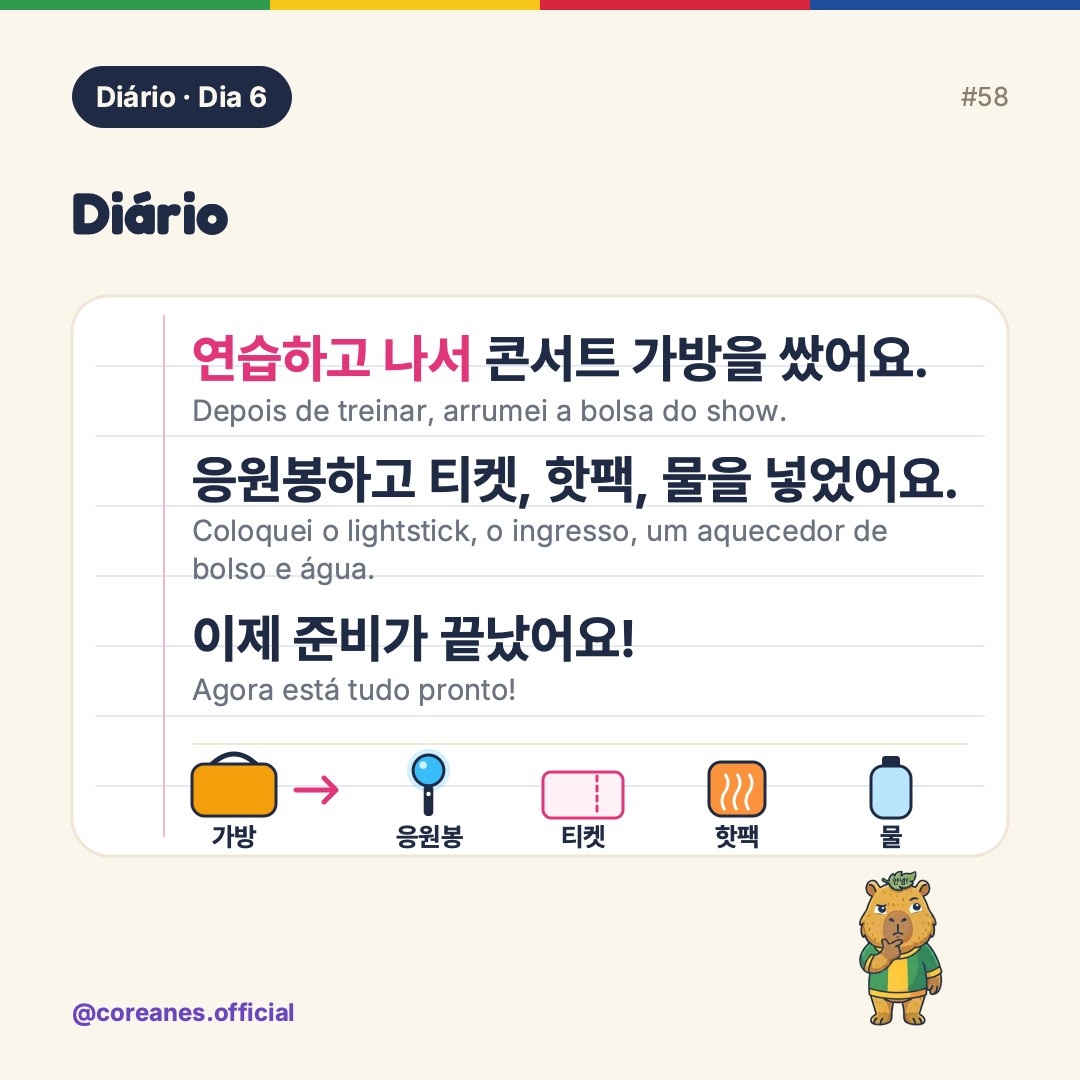 Diário · Dia 6
#58
Diário
연습하고 나서 콘서트 가방을 쌌어요.
Depois de treinar, arrumei a bolsa do show.
응원봉하고 티켓, 핫팩, 물을 넣었어요.
Coloquei o lightstick, o ingresso, um aquecedor de
bolso e água.
이제 준비가 끝났어요!
Agora está tudo pronto!
가방 응원봉 티켓 핫팩 물
안녕!
@coreanes.official